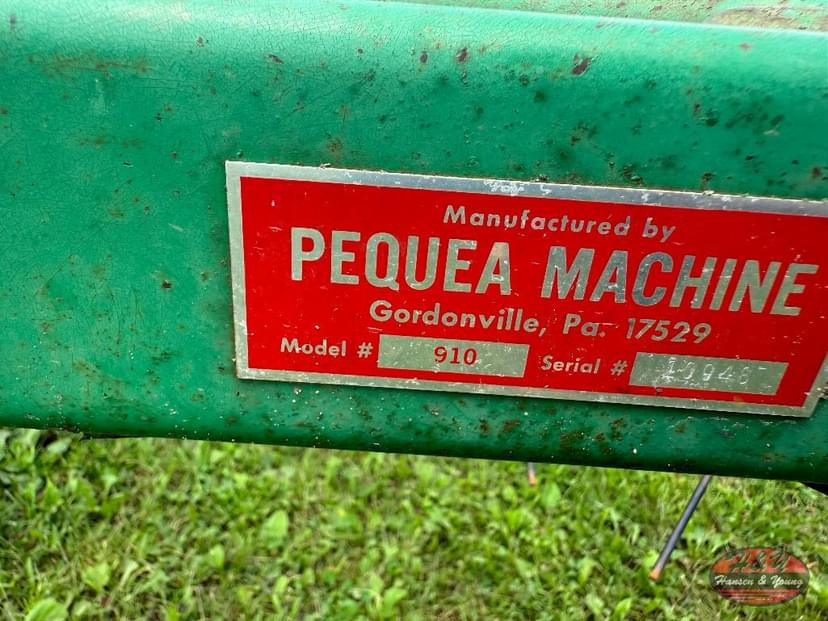 Manufactured by
PEQUEA MACHINE
Gordonville, Pa. 17529
Model # 910 Serial #
H & Y
Hansen & Young